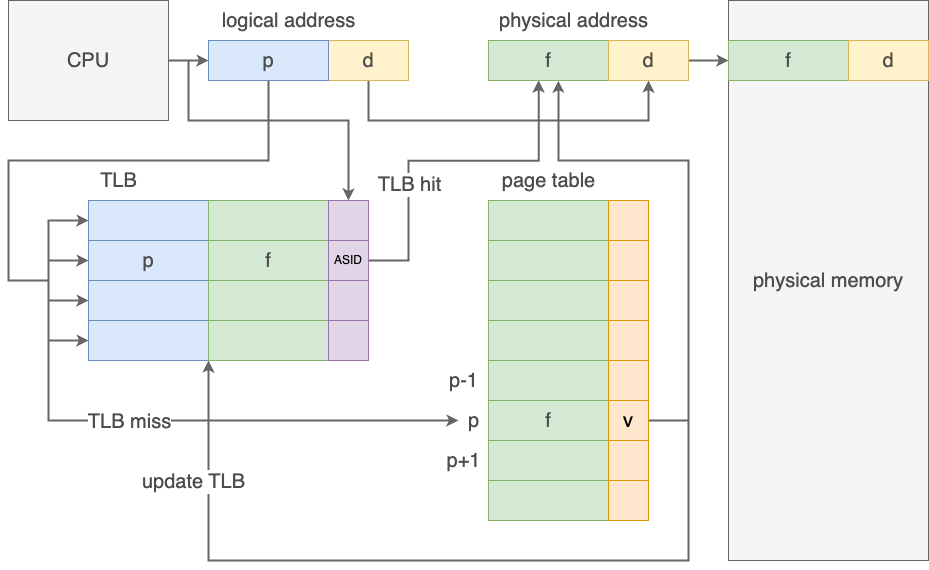 logical address
physical address
CPU
p
d
f
d
f
d
TLB
TLB hit
page table
p
f
ASID
physical memory
p-1
TLB miss
p
f
v
p+1
update TLB